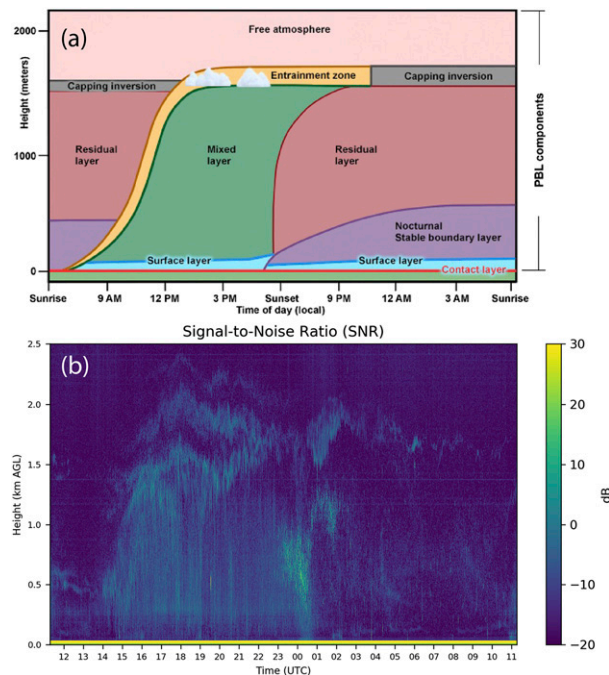 (a)
Free atmosphere
2000
Entrainment zone
Capping inversion
Capping inversion
Height (meters)
PBL components
Residual
layer
Mixed
layer
Residual
layer
1000
Nocturnal
Stable boundary layer
Surface layer
Surface layer
Contact layer
0
Sunrise 9 AM 12 PM 3 PM Sunset 9 PM 12 AM 3 AM Sunrise
Time of day (local)
Signal-to-Noise Ratio (SNR)
(b)
2.5
2.0
1.5
1.0
0.5
0.0
Height (km AGL)
12 13 14 15 16 17 18 19 20 21 22 23 00 01 02 03 04 05 06 07 08 09 10 11
Time (UTC)
30
20
10
0
−10
−20
dB